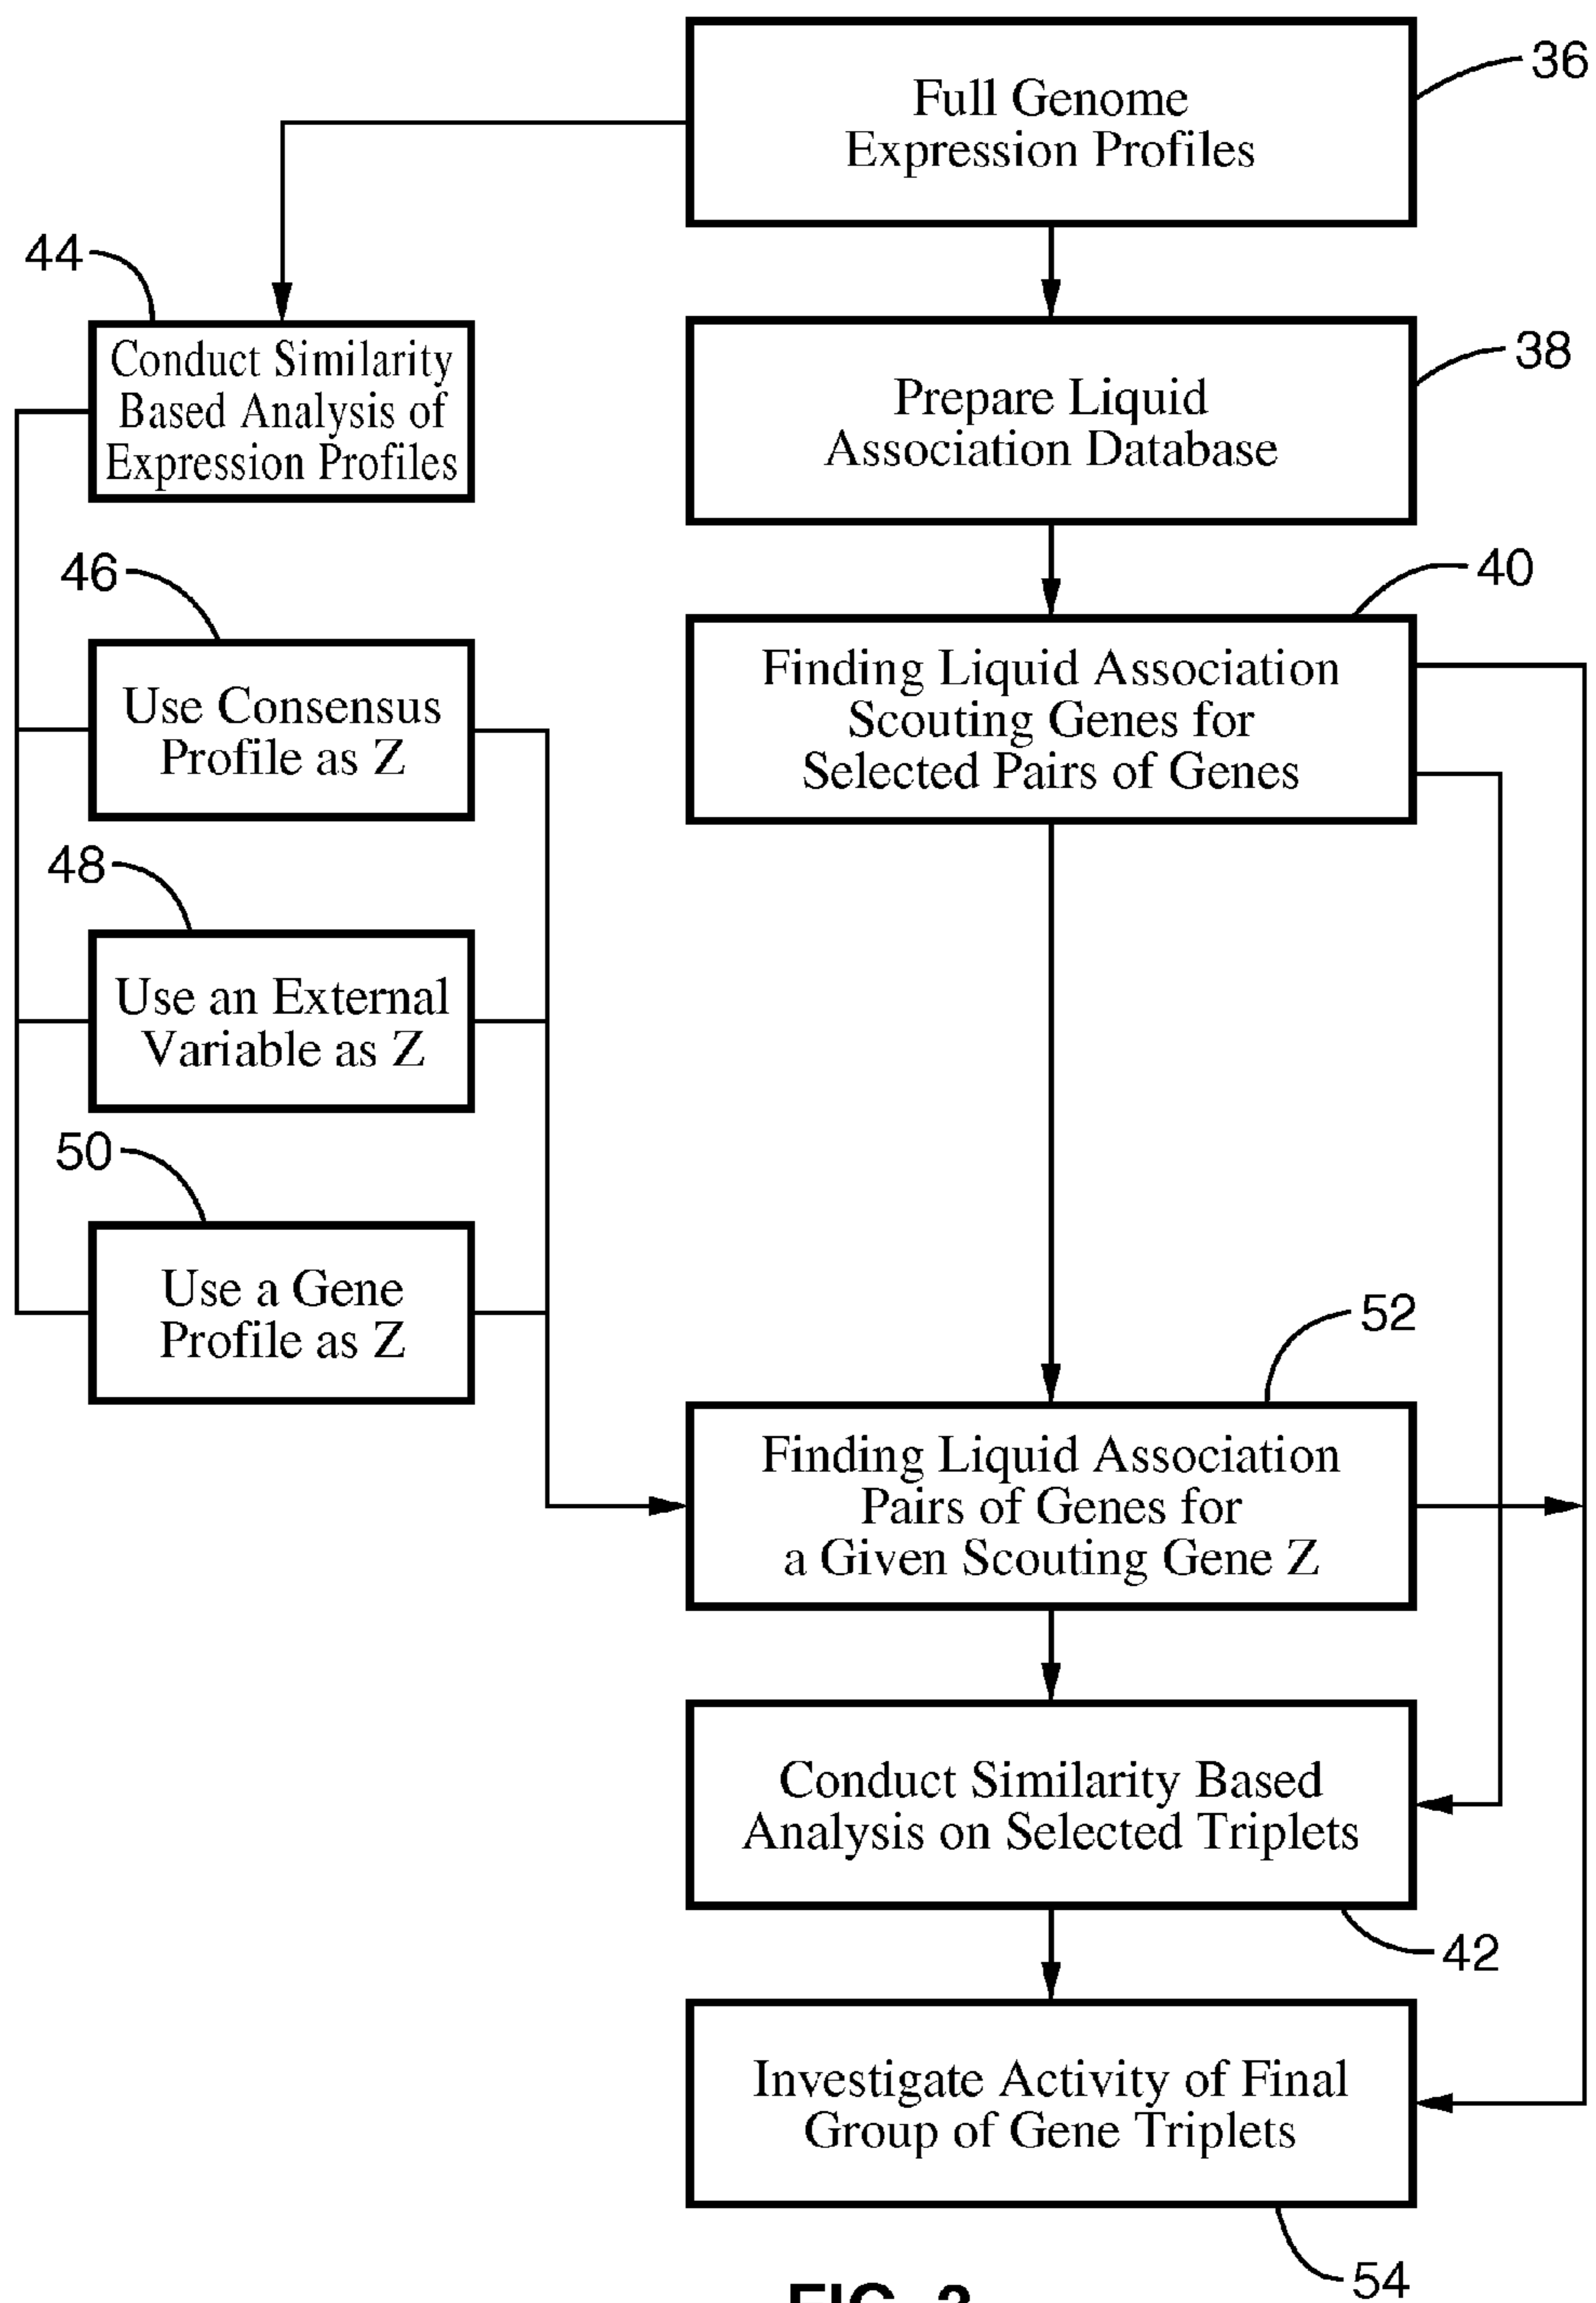 Full Genome
Expression Profiles
36
44
Conduct Similarity
Based Analysis of
Expression Profiles
Prepare Liquid
Association Database
38
46
Use Consensus
Profile as Z
40
Finding Liquid Association
Scouting Genes for
Selected Pairs of Genes
48
Use an External
Variable as Z
50
Use a Gene
Profile as Z
52
Finding Liquid Association
Pairs of Genes for
a Given Scouting Gene Z
Conduct Similarity Based
Analysis on Selected Triplets
42
Investigate Activity of Final
Group of Gene Triplets
54